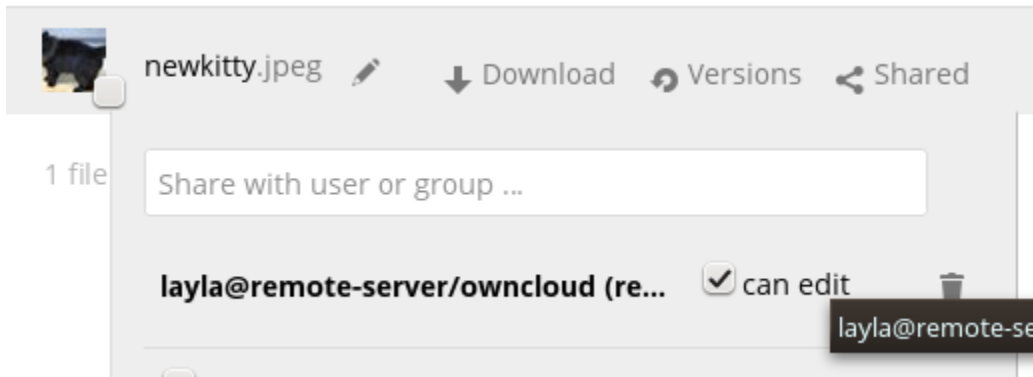 newkitty.jpeg Download Versions Shared
1 file
Share with user or group ...
layla@remote-server/owncloud (re... can edit
layla@remote-se